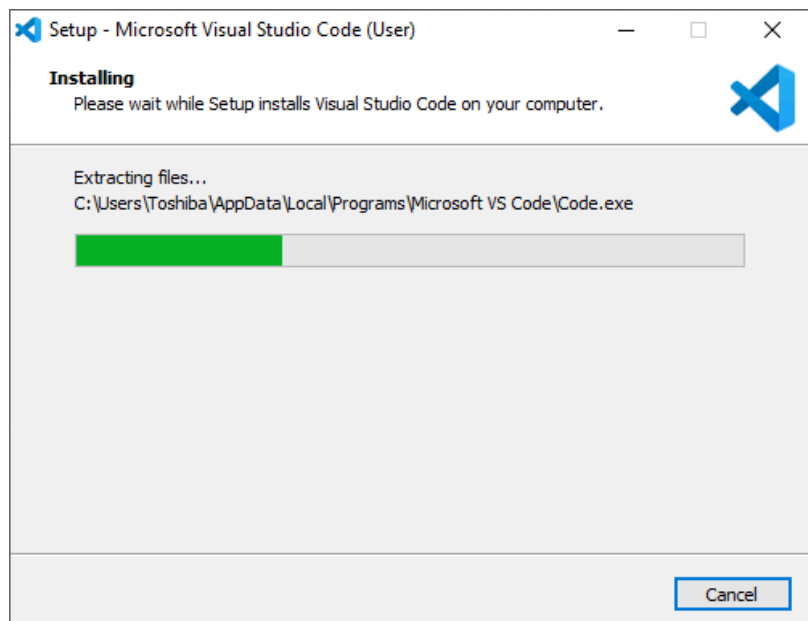 Setup - Microsoft Visual Studio Code (User)
Installing
Please wait while Setup installs Visual Studio Code on your computer.
Extracting files...
C:\Users\Toshiba\AppData\Local\Programs\Microsoft VS Code\Code.exe
Cancel